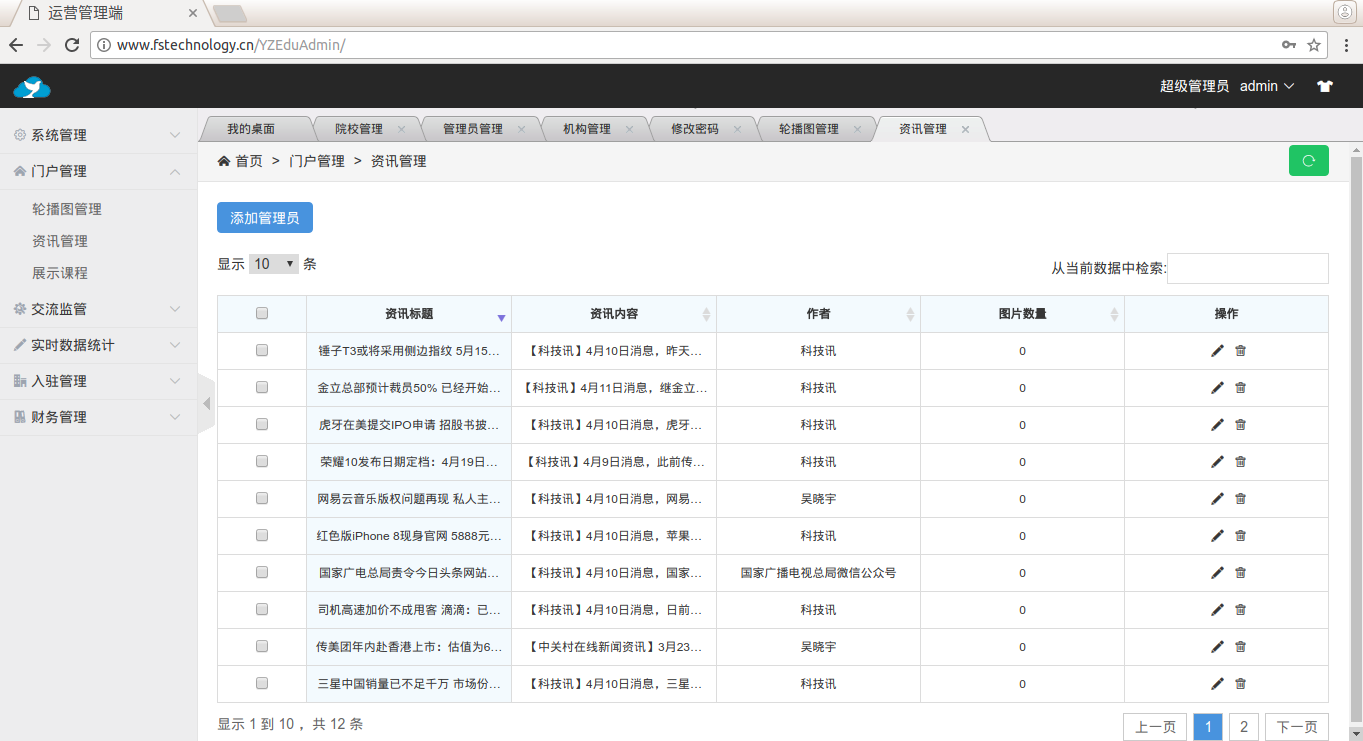 运营管理端
www.fstechnology.cn/YZEduAdmin/
超级管理员 admin
系统管理
门户管理
轮播图管理
资讯管理
展示课程
交流监管
实时数据统计
入驻管理
财务管理
我的桌面 院校管理 管理员管理 机构管理 修改密码 轮播图管理 资讯管理
首页 > 门户管理 > 资讯管理
添加管理员
显示 10 条
从当前数据中检索:
资讯标题 资讯内容 作者 图片数量 操作
锤子T3或将采用侧边指纹 5月15... 【科技讯】4月10日消息，昨天... 科技讯 0
金立总部预计裁员50% 已经开始... 【科技讯】4月11日消息，继金立... 科技讯 0
虎牙在美提交IPO申请 招股书披... 【科技讯】4月10日消息，虎牙... 科技讯 0
荣耀10发布日期定档：4月19日... 【科技讯】4月9日消息，此前传... 科技讯 0
网易云音乐版权问题再现 私人主... 【科技讯】4月10日消息，网易... 吴晓宇 0
红色版iPhone 8现身官网 5888元... 【科技讯】4月10日消息，苹果... 科技讯 0
国家广电总局责令今日头条网站... 【科技讯】4月10日消息，国家... 国家广播电视总局微信公众号 0
司机高速加价不成甩客 滴滴：已... 【科技讯】4月10日消息，日前... 科技讯 0
传美团年内赴香港上市：估值为6... 【中关村在线新闻资讯】3月23... 吴晓宇 0
三星中国销量已不足千万 市场份... 【科技讯】4月10日消息，三星... 科技讯 0
显示 1 到 10 ，共 12 条
上一页 1 2 下一页